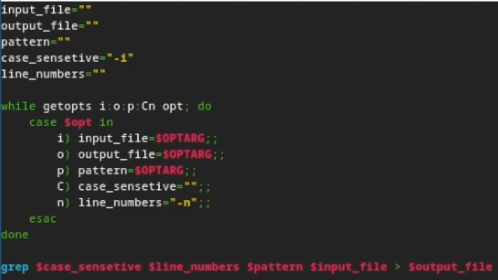 input_file=""
output_file=""
pattern=""
case_sensetive="-i"
line_numbers=""
while getopts i:o:p:Cn opt; do
case $opt in
i) input_file=$OPTARG;;
o) output_file=$OPTARG;;
p) pattern=$OPTARG;;
C) case_sensetive="";;
n) line_numbers="-n";;
esac
done
grep $case_sensetive $line_numbers $pattern $input_file > $output_file